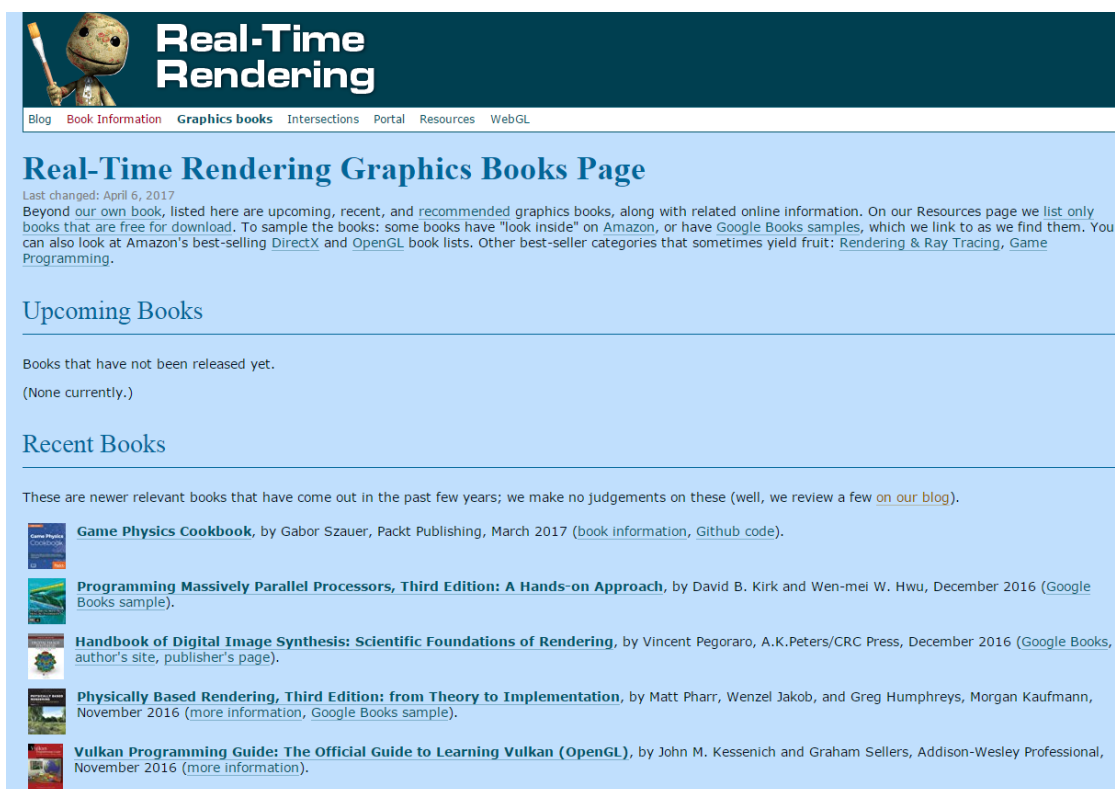 Real-Time
Rendering
Blog Book Information Graphics books Intersections Portal Resources WebGL
Real-Time Rendering Graphics Books Page
Last changed: April 6, 2017
Beyond our own book, listed here are upcoming, recent, and recommended graphics books, along with related online information. On our Resources page we list only
books that are free for download. To sample the books: some books have "look inside" on Amazon, or have Google Books samples, which we link to as we find them. You
can also look at Amazon's best-selling DirectX and OpenGL book lists. Other best-seller categories that sometimes yield fruit: Rendering & Ray Tracing, Game
Programming.
Upcoming Books
Books that have not been released yet.
(None currently.)
Recent Books
These are newer relevant books that have come out in the past few years; we make no judgements on these (well, we review a few on our blog).
Game Physics
Cookbook
Game Physics Cookbook, by Gabor Szauer, Packt Publishing, March 2017 (book information, Github code).
Programming Massively Parallel Processors, Third Edition: A Hands-on Approach, by David B. Kirk and Wen-mei W. Hwu, December 2016 (Google
Books sample).
Handbook of Digital Image Synthesis: Scientific Foundations of Rendering, by Vincent Pegoraro, A.K.Peters/CRC Press, December 2016 (Google Books,
author's site, publisher's page).
Physically Based Rendering, Third Edition: from Theory to Implementation, by Matt Pharr, Wenzel Jakob, and Greg Humphreys, Morgan Kaufmann,
November 2016 (more information, Google Books sample).
Vulkan Programming Guide: The Official Guide to Learning Vulkan (OpenGL), by John M. Kessenich and Graham Sellers, Addison-Wesley Professional,
November 2016 (more information).